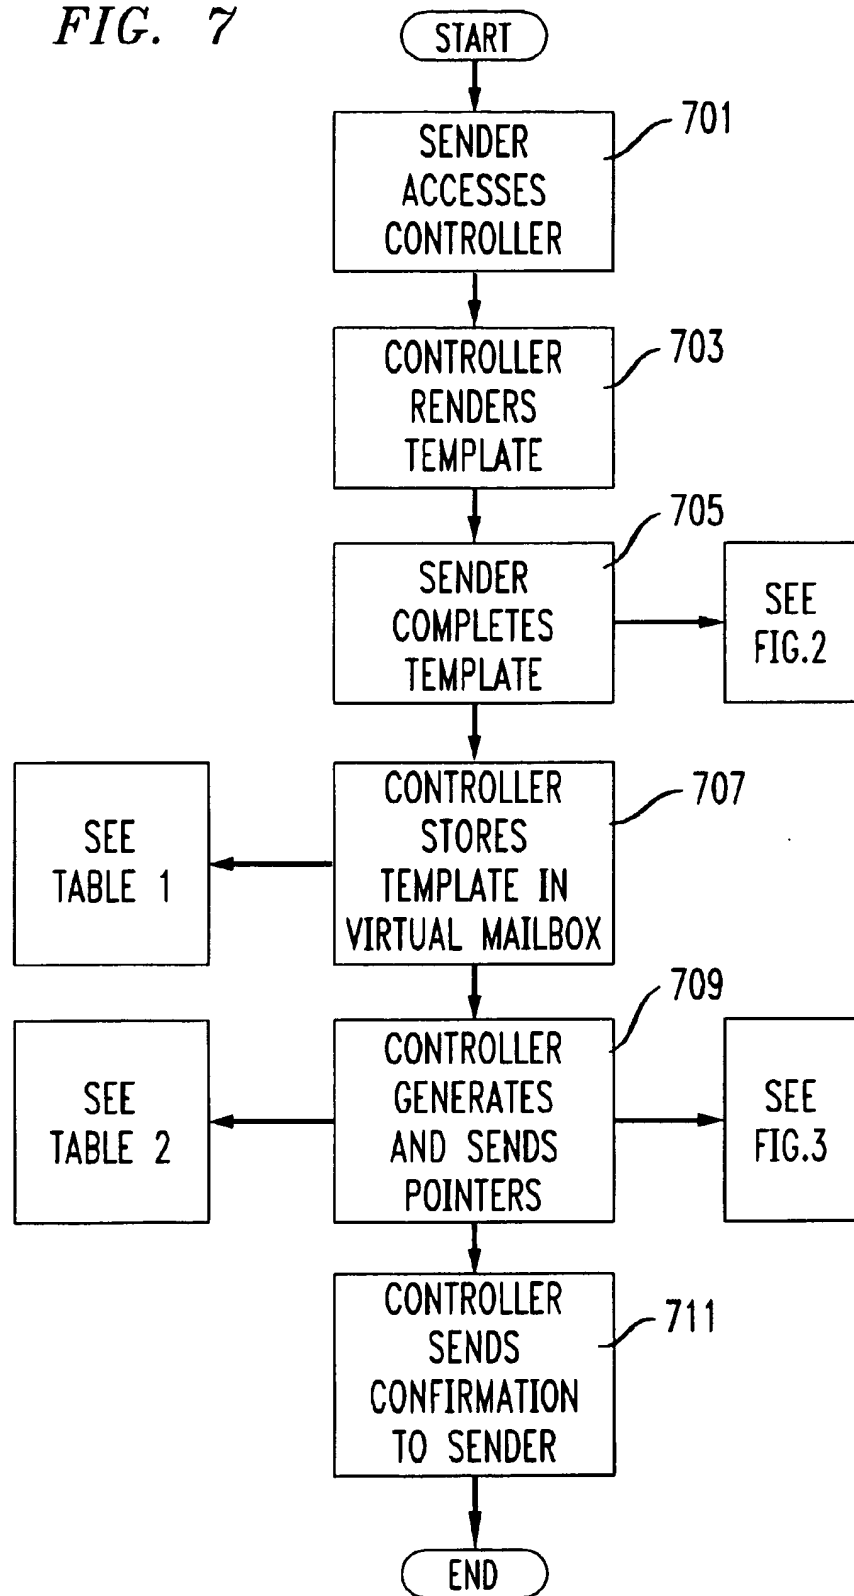 FIG. 7
START
701
SENDER
ACCESSES
CONTROLLER
703
CONTROLLER
RENDERS
TEMPLATE
705
SENDER
COMPLETES
TEMPLATE
SEE
FIG.2
707
CONTROLLER
STORES
TEMPLATE IN
VIRTUAL MAILBOX
SEE
TABLE 1
709
CONTROLLER
GENERATES
AND SENDS
POINTERS
SEE
TABLE 2
SEE
FIG.3
711
CONTROLLER
SENDS
CONFIRMATION
TO SENDER
END